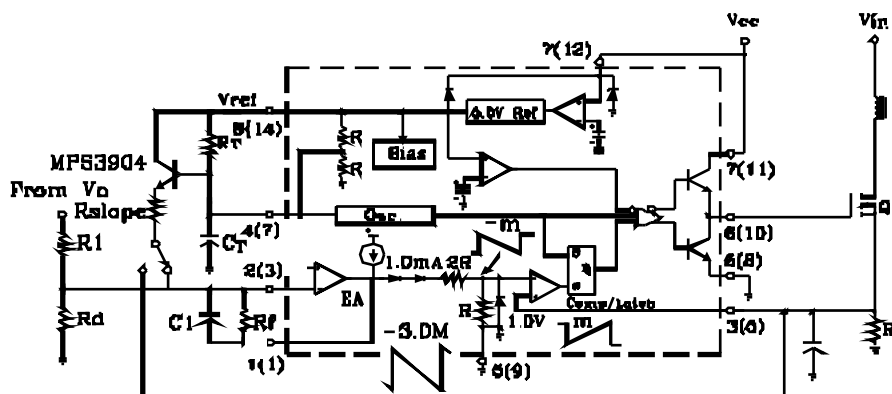 Vcc
Vin
7(12)
Vref
8(14)
RT
R
R
Bias
5.0V Ref
MPS3904
From Vo
Rslope
7(11)
Q
4(7)
Osc
-m
6(10)
R1
CT
2(3)
1.0mA
2R
S
R
5(8)
EA
Comp/Latch
Rd
C1
Rf
R
1.0V
m
3(5)
R
-3.0M
1(1)
5(9)